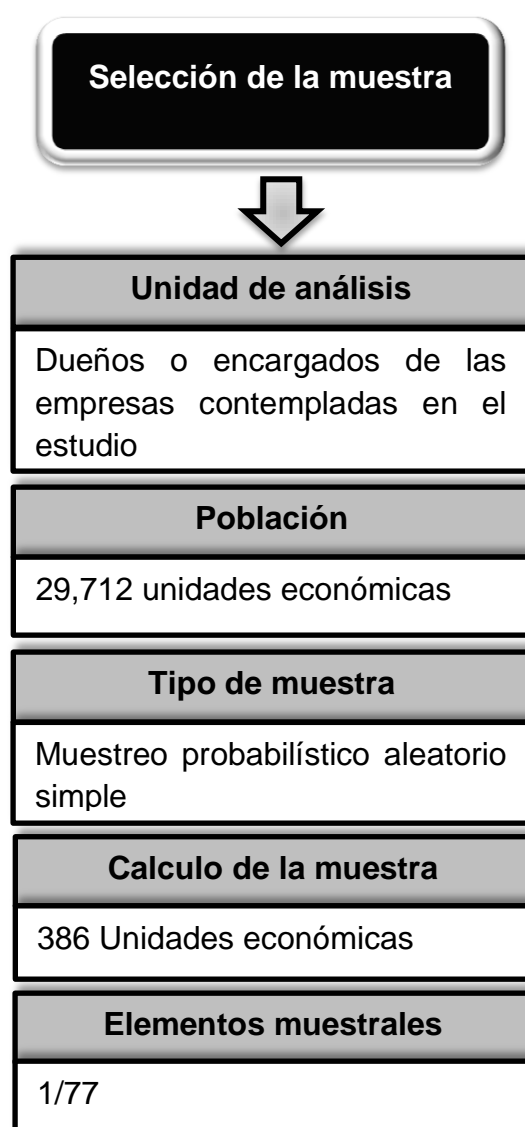 Selección de la muestra
Unidad de análisis
Dueños o encargados de las
empresas contempladas en el
estudio
Población
29,712 unidades económicas
Tipo de muestra
Muestreo probabilístico aleatorio
simple
Calculo de la muestra
386 Unidades económicas
Elementos muestrales
1/77